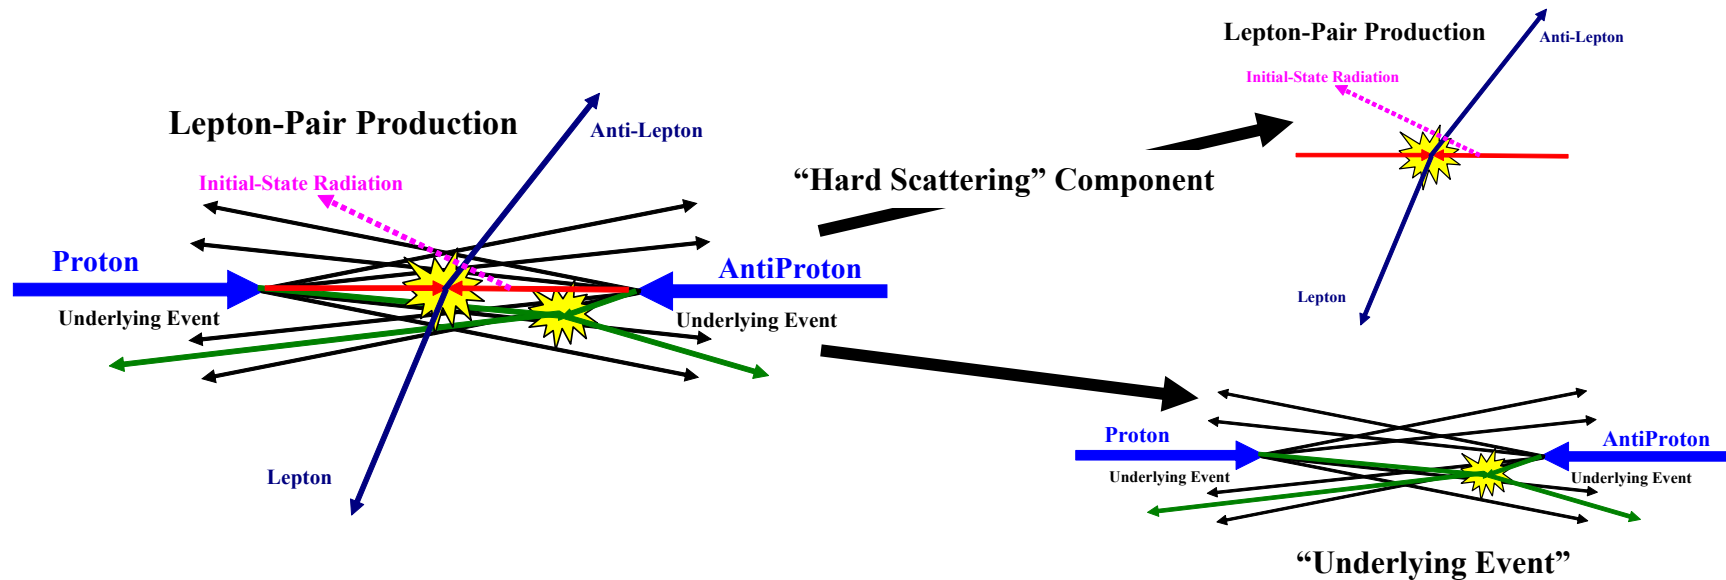 Lepton-Pair Production
Anti-Lepton
Initial-State Radiation
Proton
AntiProton
Underlying Event
Underlying Event
Lepton
“Hard Scattering” Component
Lepton-Pair Production
Anti-Lepton
Initial-State Radiation
Lepton
Proton
AntiProton
Underlying Event
Underlying Event
“Underlying Event”